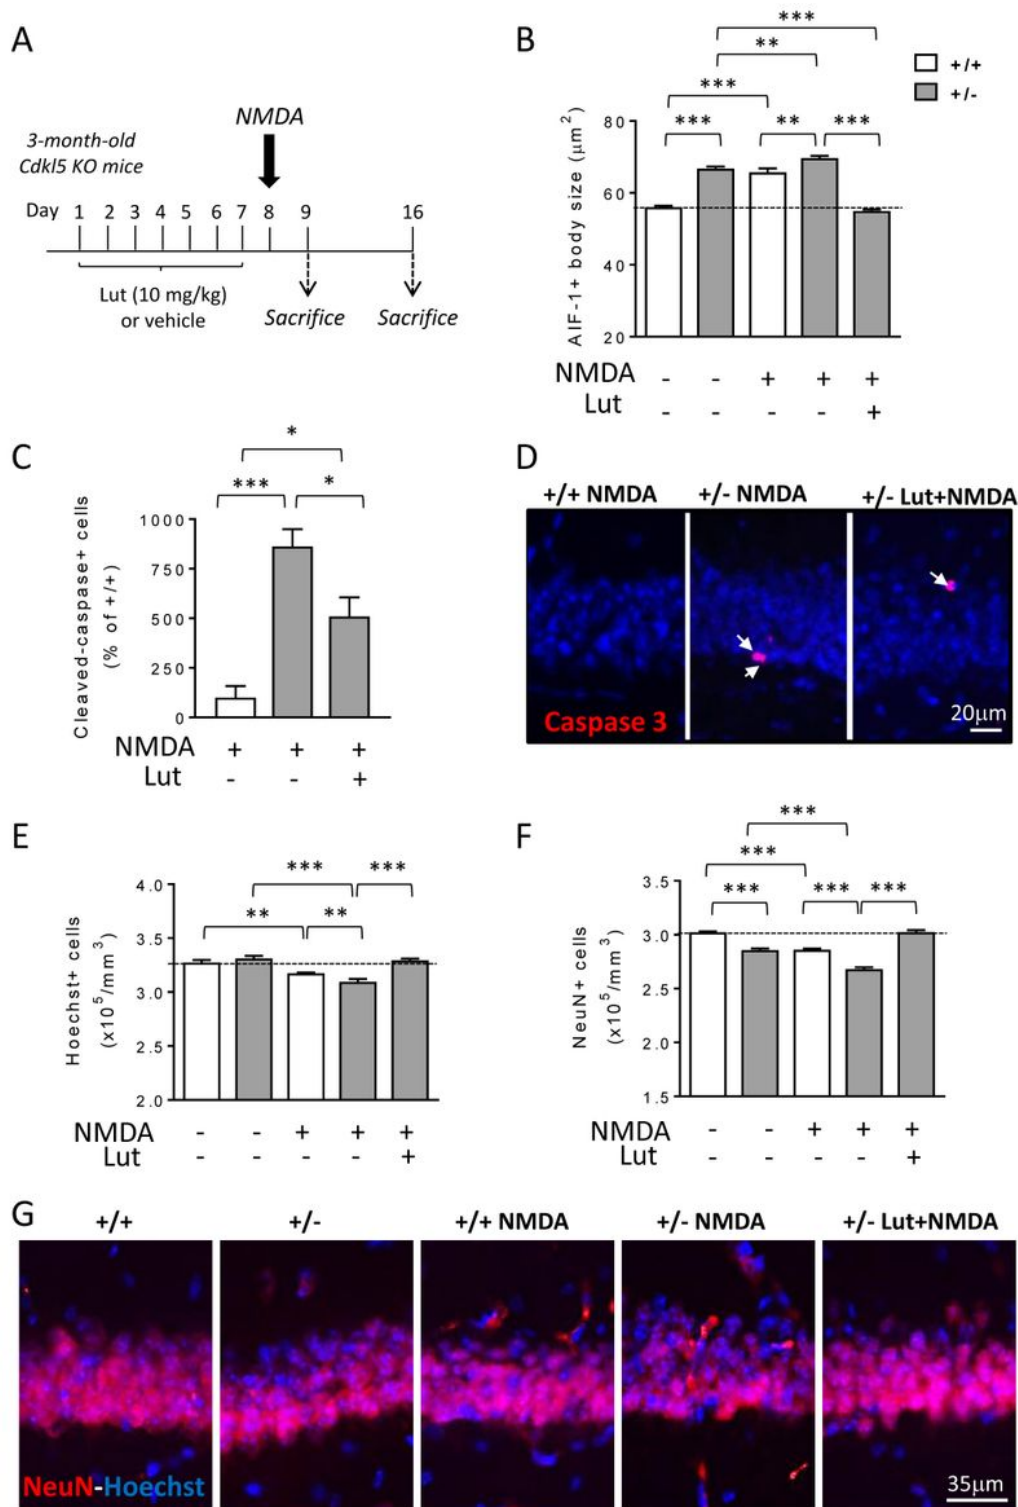 A
3-month-old
Cdkl5 KO mice
NMDA
Day 1 2 3 4 5 6 7 8 9 16
Lut (10 mg/kg)
or vehicle
Sacrifice Sacrifice
B
***
**
***
*** ** ***
+/+
+/-
AIF-1+ body size (μm²)
80
60
40
20
NMDA - - + + +
Lut - - - - +
C
*
*** *
Cleaved-caspase+ cells
(% of +/+)
1000
750
500
250
0
NMDA + + +
Lut - - +
D
+/+ NMDA +/- NMDA +/- Lut+NMDA
Caspase 3
20μm
E
*** ***
** **
Hoechst+ cells
(x10⁵/mm³)
4.0
3.5
3.0
2.5
2.0
NMDA - - + + +
Lut - - - - +
F
***
***
*** *** ***
NeuN+ cells
(x10⁵/mm³)
3.5
3.0
2.5
2.0
1.5
NMDA - - + + +
Lut - - - - +
G
+/+ +/- +/+ NMDA +/- NMDA +/- Lut+NMDA
NeuN-Hoechst
35μm